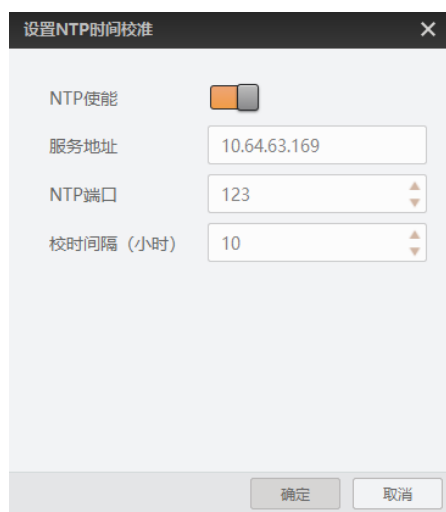 设置NTP时间校准
NTP使能
服务地址 10.64.63.169
NTP端口 123
校时间隔（小时） 10
确定 取消